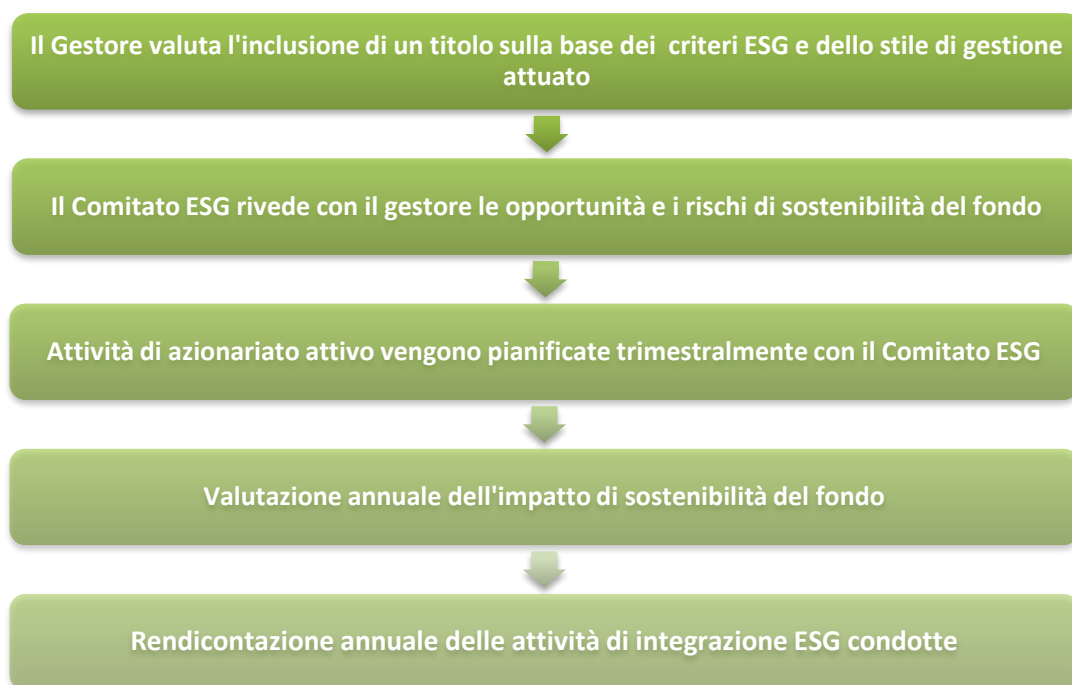 Il Gestore valuta l'inclusione di un titolo sulla base dei  criteri ESG e dello stile di gestione
attuato
Il Comitato ESG rivede con il gestore le opportunità e i rischi di sostenibilità del fondo
Attività di azionariato attivo vengono pianificate trimestralmente con il Comitato ESG
Valutazione annuale dell'impatto di sostenibilità del fondo
Rendicontazione annuale delle attività di integrazione ESG condotte